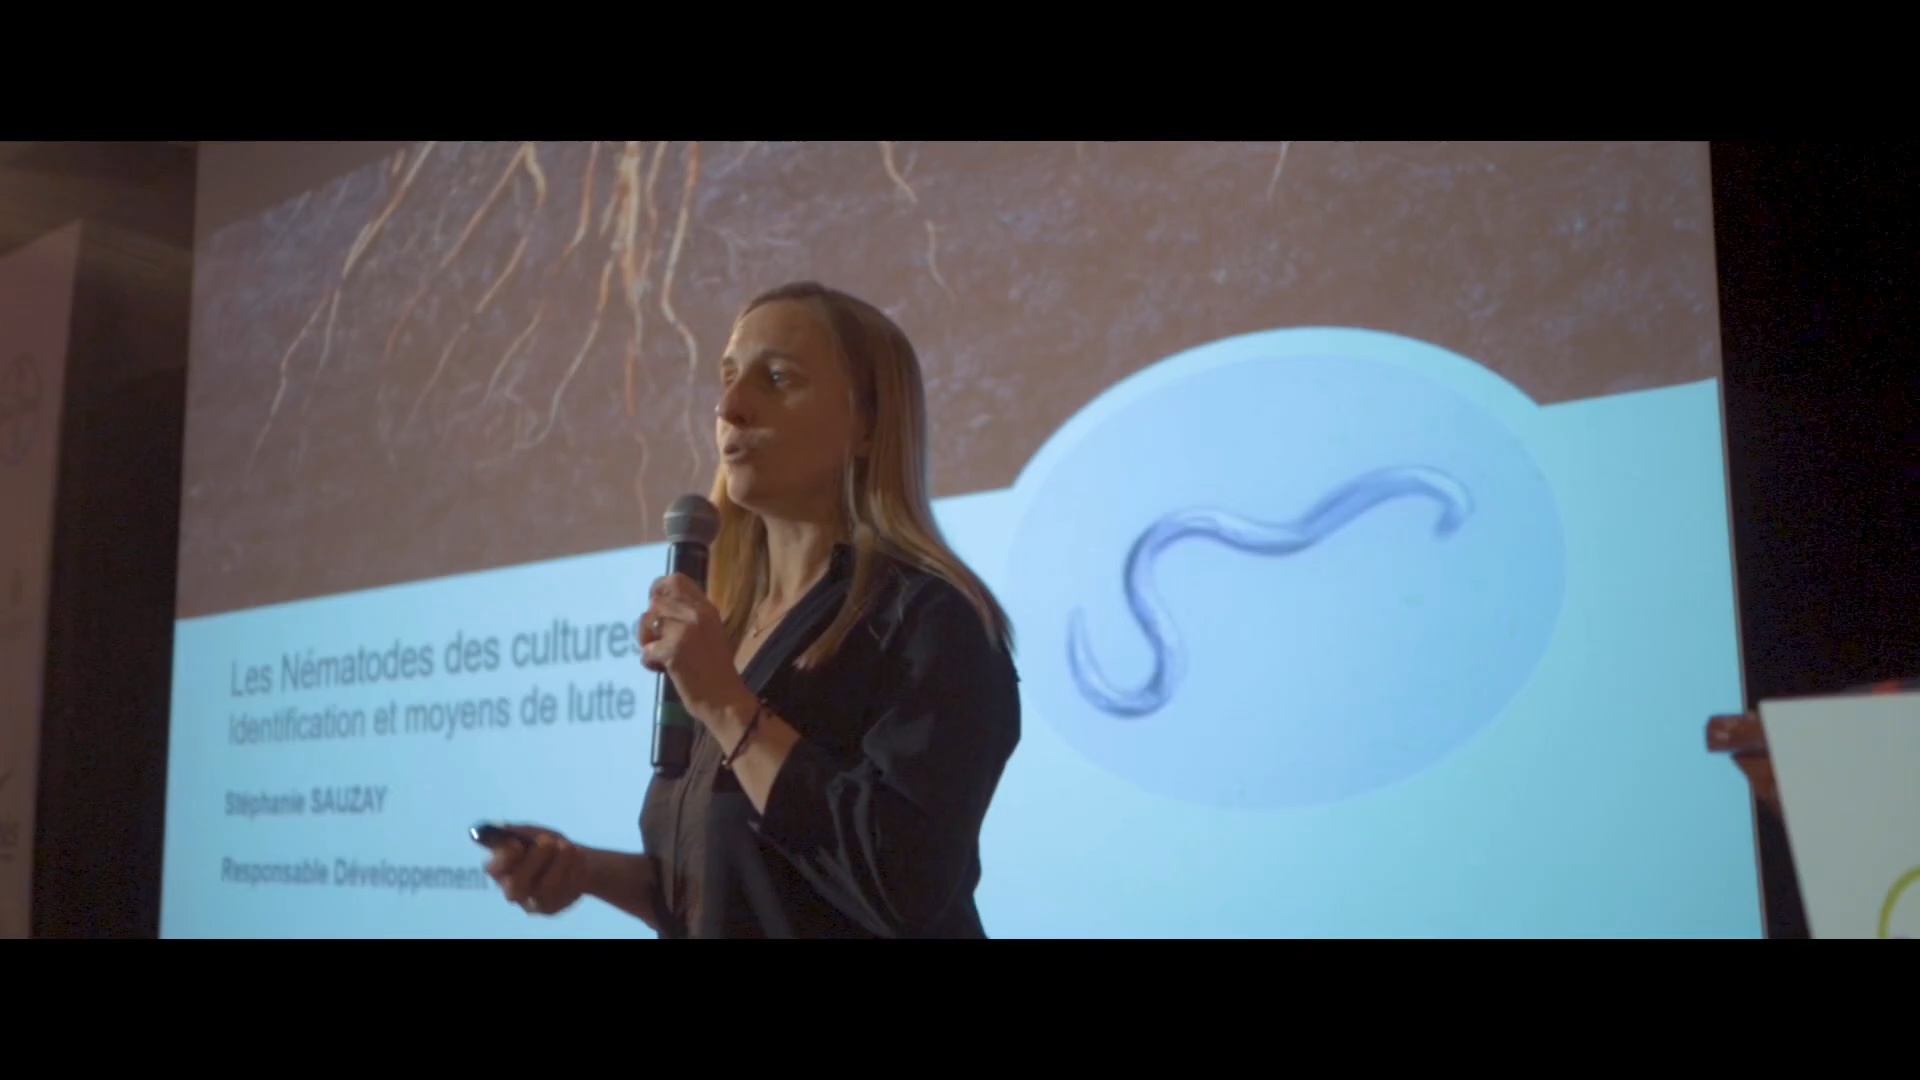 Les Nématodes des cultures
Identification et moyens de lutte
Stéphanie SAUZAY
Responsable Développement